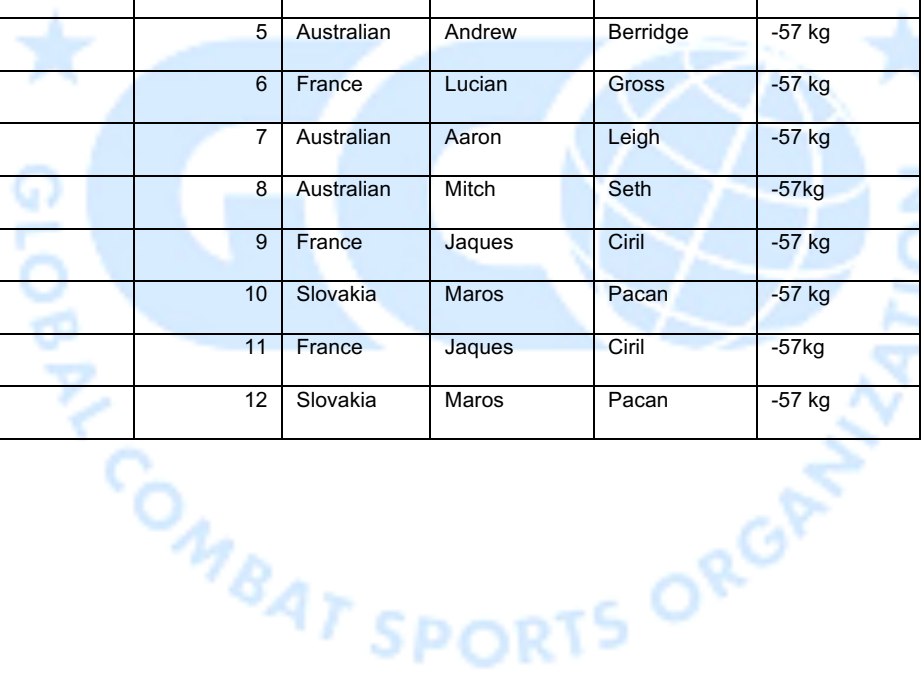 5 Australian Andrew Berridge -57 kg
6 France Lucian Gross -57 kg
7 Australian Aaron Leigh -57 kg
8 Australian Mitch Seth -57kg
9 France Jaques Ciril -57 kg
10 Slovakia Maros Pacan -57 kg
11 France Jaques Ciril -57kg
12 Slovakia Maros Pacan -57 kg
GC
GLOBAL COMBAT SPORTS ORGANIZATION